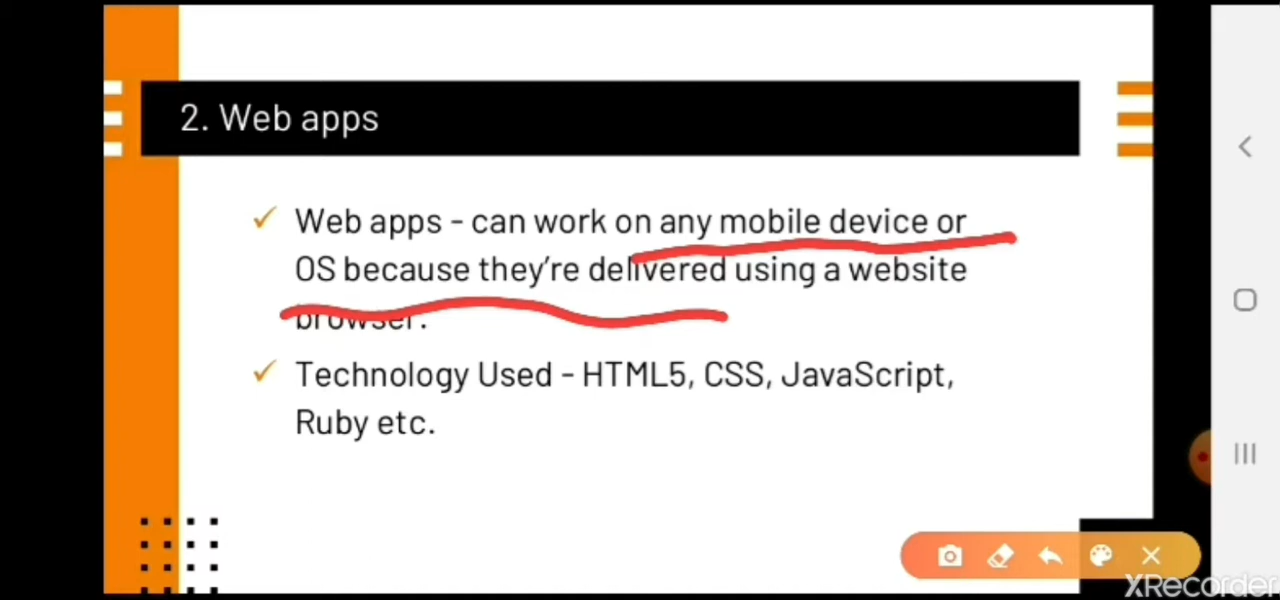 2. Web apps
✓ Web apps - can work on any mobile device or
OS because they're delivered using a website
browser.
✓ Technology Used - HTML5, CSS, JavaScript,
Ruby etc.
XRecorder